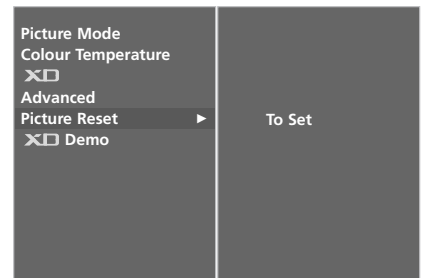 Picture Mode
Colour Temperature
XD
Advanced
Picture Reset ►
XD Demo
To Set